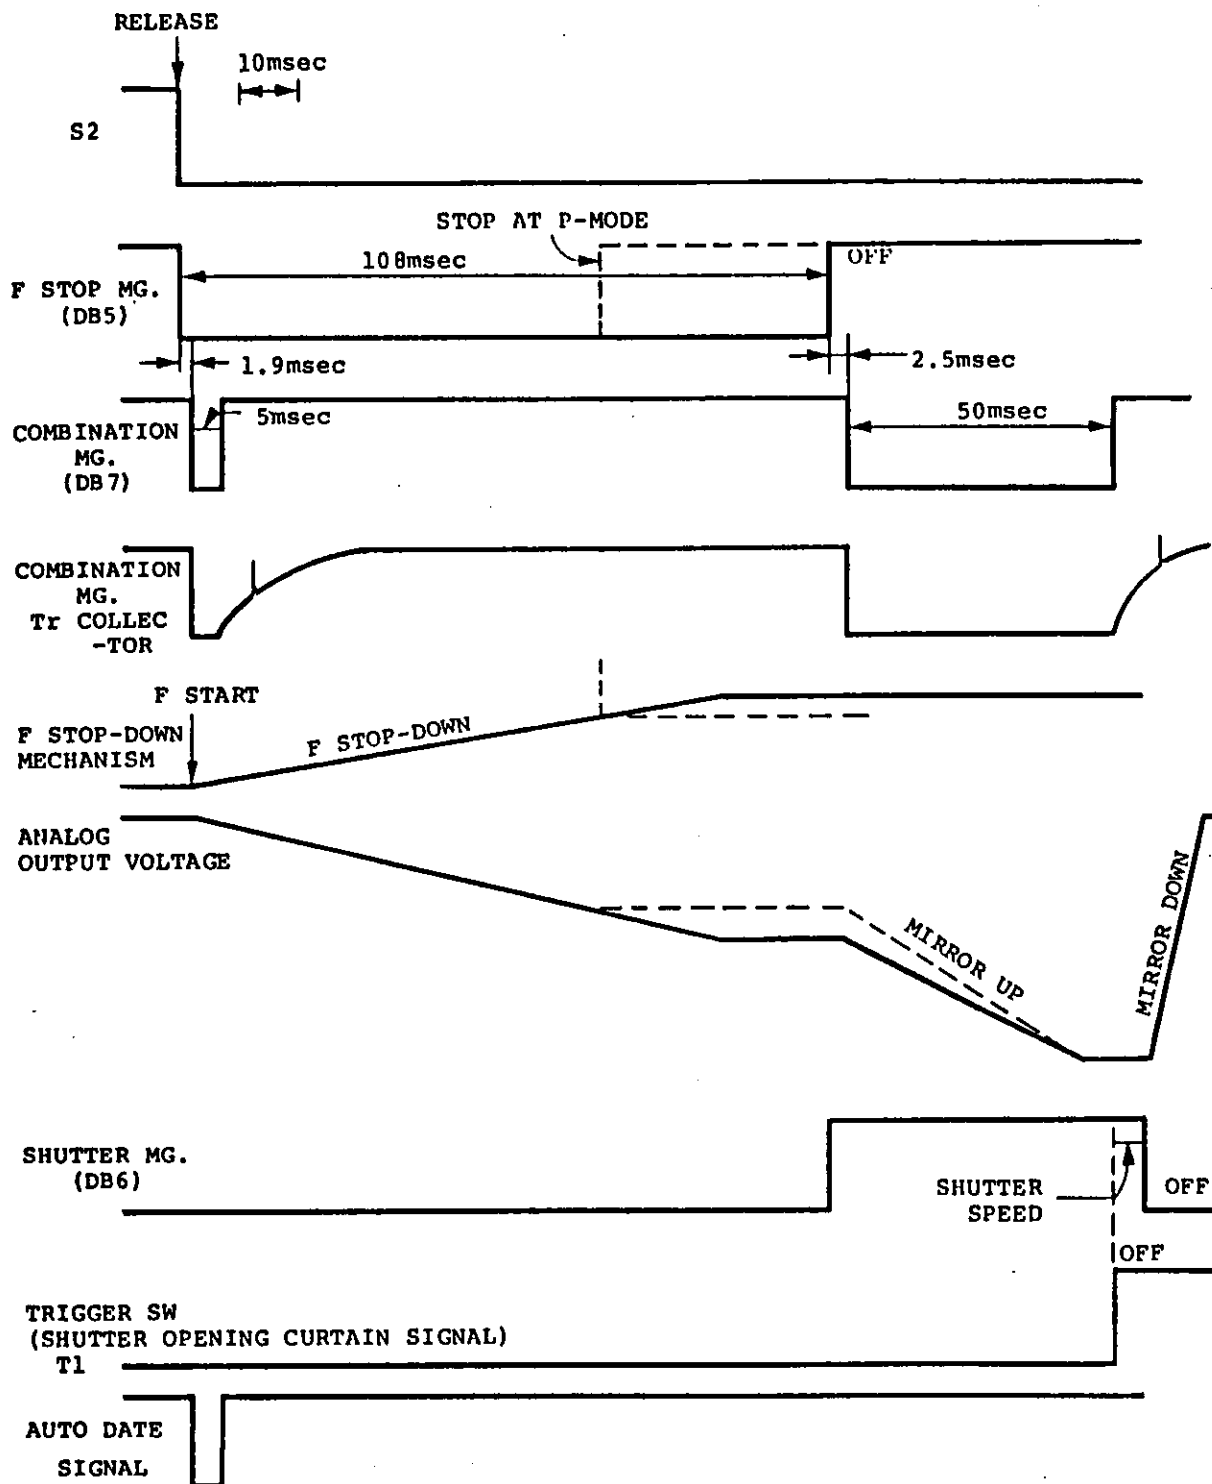 RELEASE
10msec
S2
STOP AT P-MODE
108msec
OFF
F STOP MG.
(DB5)
1.9msec
2.5msec
5msec
50msec
COMBINATION
MG.
(DB7)
COMBINATION
MG.
Tr COLLEC
-TOR
F START
F STOP-DOWN
MECHANISM
F STOP-DOWN
ANALOG
OUTPUT VOLTAGE
MIRROR UP
MIRROR DOWN
SHUTTER MG.
(DB6)
SHUTTER
SPEED
OFF
OFF
TRIGGER SW
(SHUTTER OPENING CURTAIN SIGNAL)
T1
AUTO DATE
SIGNAL